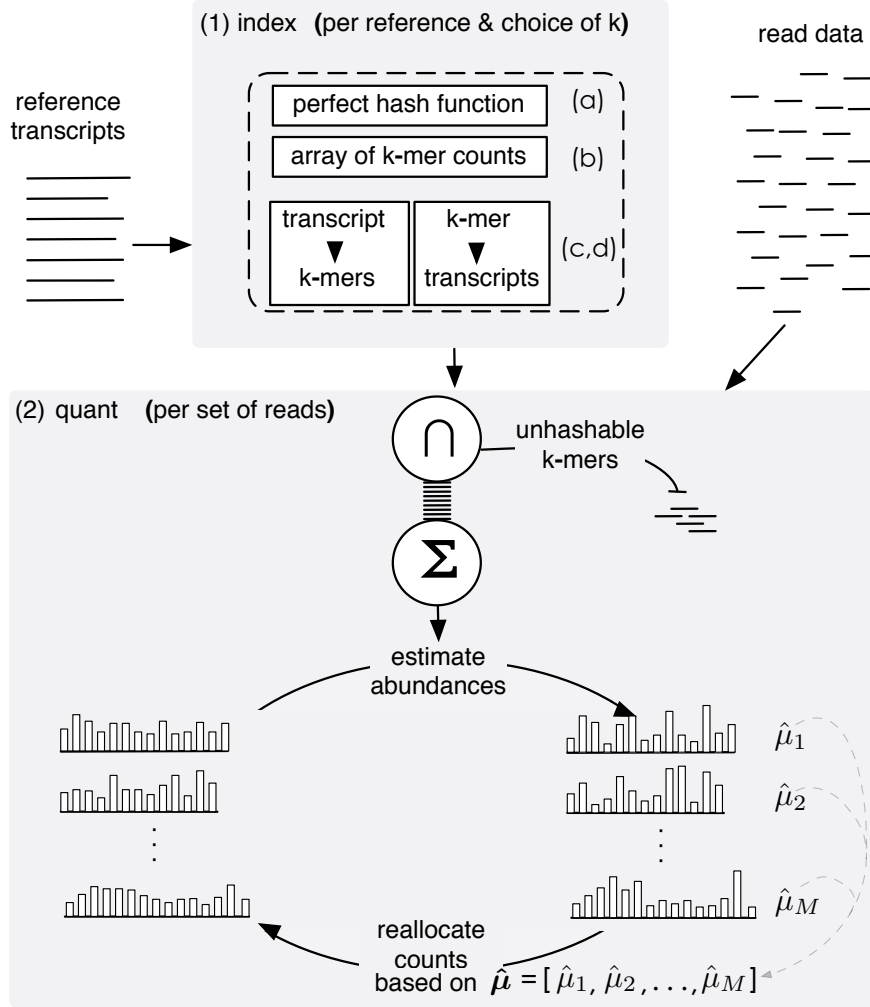 (1) index (per reference & choice of k)
read data
reference
transcripts
perfect hash function
(a)
array of k-mer counts
(b)
transcript
k-mers
k-mer
transcripts
(c,d)
(2) quant (per set of reads)
∩
unhashable
k-mers
Σ
estimate
abundances
μ̂₁
μ̂₂
⋮
⋮
μ̂_M
reallocate
counts
based on μ̂ = [ μ̂₁, μ̂₂, . . . , μ̂_M ]